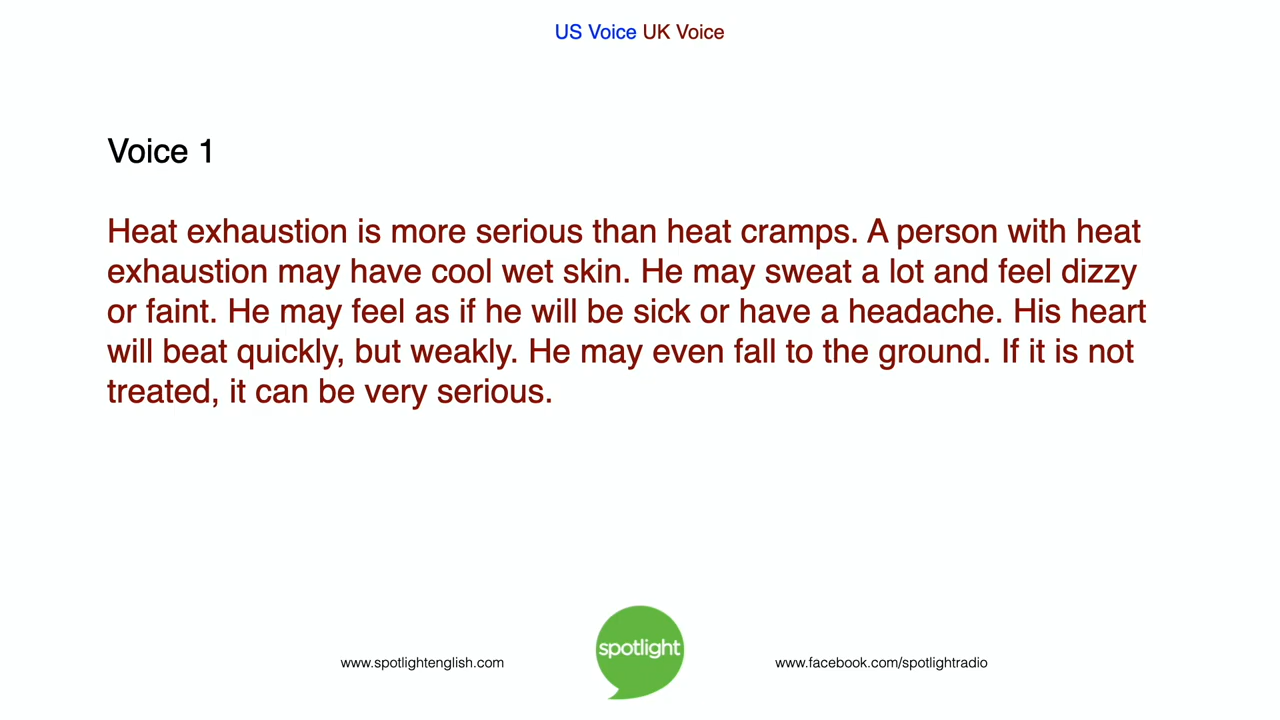 US Voice UK Voice
Voice 1
Heat exhaustion is more serious than heat cramps. A person with heat
exhaustion may have cool wet skin. He may sweat a lot and feel dizzy
or faint. He may feel as if he will be sick or have a headache. His heart
will beat quickly, but weakly. He may even fall to the ground. If it is not
treated, it can be very serious.
www.spotlightenglish.com
spotlight
www.facebook.com/spotlightradio